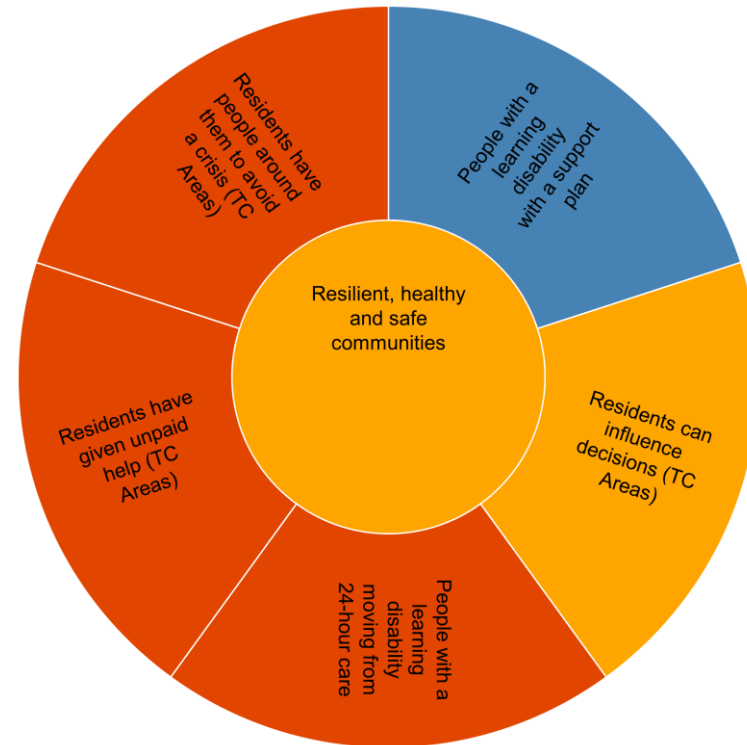 Resilient, healthy
and safe
communities
People with a
learning
disability
with a support
plan
Residents can
influence
decisions (TC
Areas)
People with a
learning
disability
moving from
24-hour care
Residents have
given unpaid
help (TC
Areas)
Residents have
people around
them to avoid
a crisis (TC
Areas)